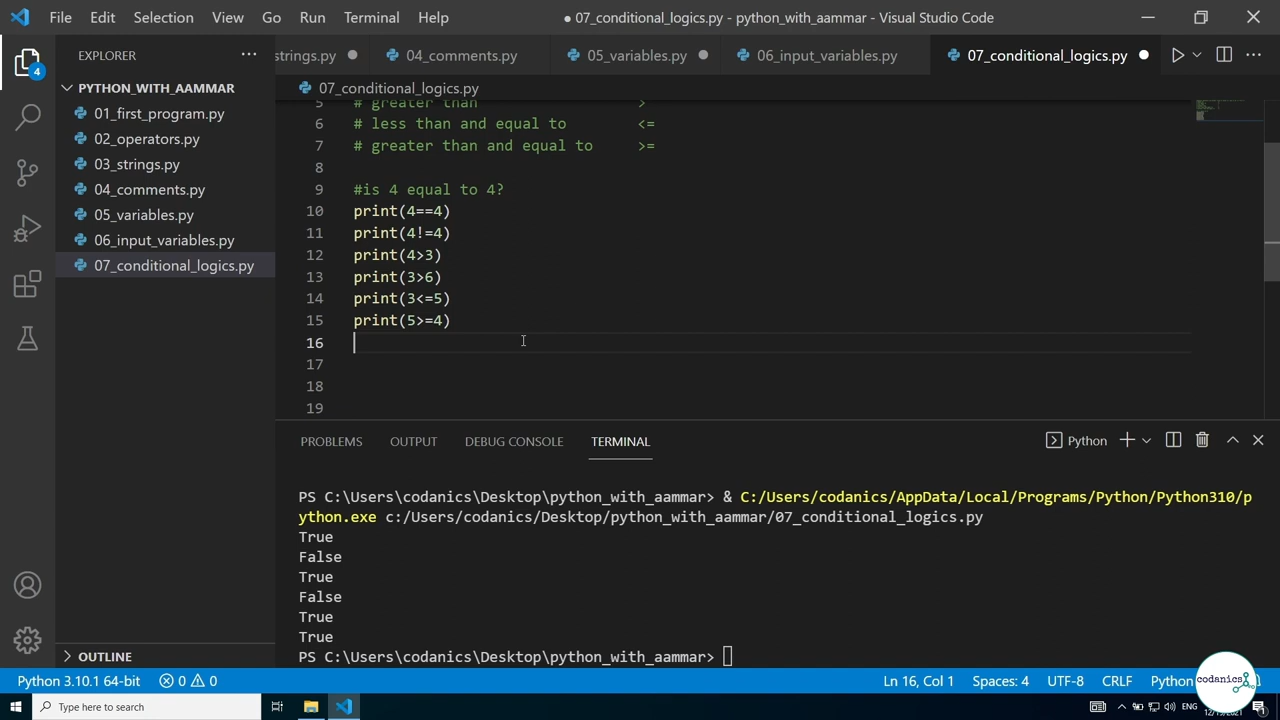 File Edit Selection View Go Run Terminal Help
● 07_conditional_logics.py - python_with_aammar - Visual Studio Code
EXPLORER
strings.py
04_comments.py
05_variables.py
06_input_variables.py
07_conditional_logics.py
PYTHON_WITH_AAMMAR
07_conditional_logics.py
01_first_program.py
02_operators.py
03_strings.py
04_comments.py
05_variables.py
06_input_variables.py
07_conditional_logics.py
4
5 # greater than >
6 # less than and equal to <=
7 # greater than and equal to >=
8
9 #is 4 equal to 4?
10 print(4==4)
11 print(4!=4)
12 print(4>3)
13 print(3>6)
14 print(3<=5)
15 print(5>=4)
16
17
18
19
PROBLEMS OUTPUT DEBUG CONSOLE TERMINAL
Python
PS C:\Users\codanics\Desktop\python_with_aammar> & C:/Users/codanics/AppData/Local/Programs/Python/Python310/p
ython.exe c:/Users/codanics/Desktop/python_with_aammar/07_conditional_logics.py
True
False
True
False
True
True
PS C:\Users\codanics\Desktop\python_with_aammar>
OUTLINE
Python 3.10.1 64-bit 0 0 Ln 16, Col 1 Spaces: 4 UTF-8 CRLF Python
codanics
Type here to search
ENG